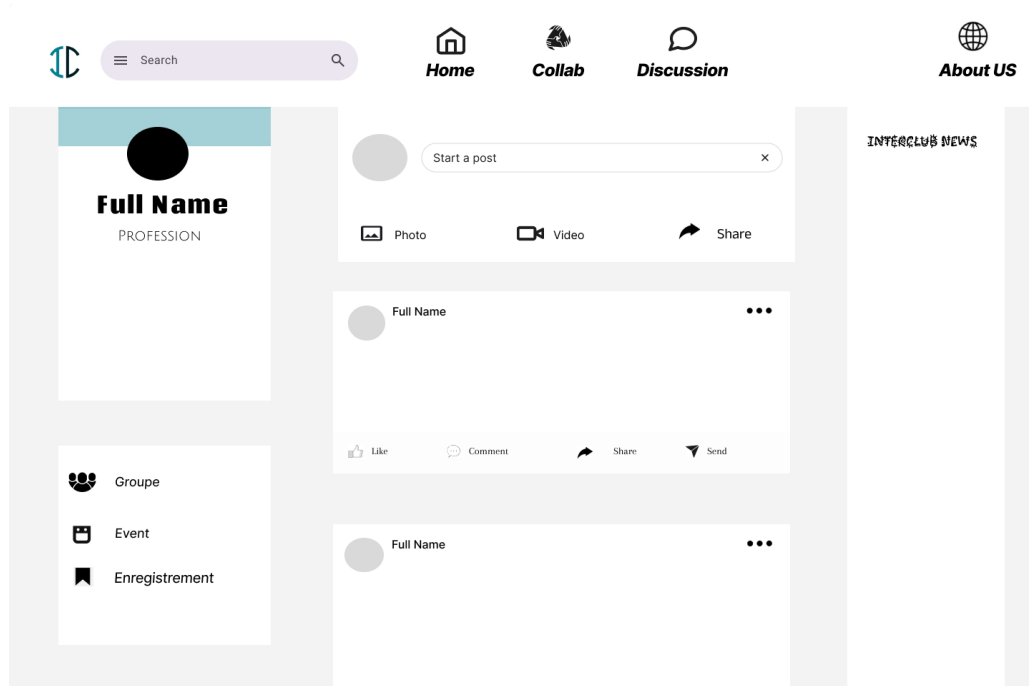 IC
Search
Home
Collab
Discussion
About US
Full Name
Profession
Groupe
Event
Enregistrement
Start a post
Photo
Video
Share
Full Name
Like
Comment
Share
Send
Full Name
INTERCLUB NEWS